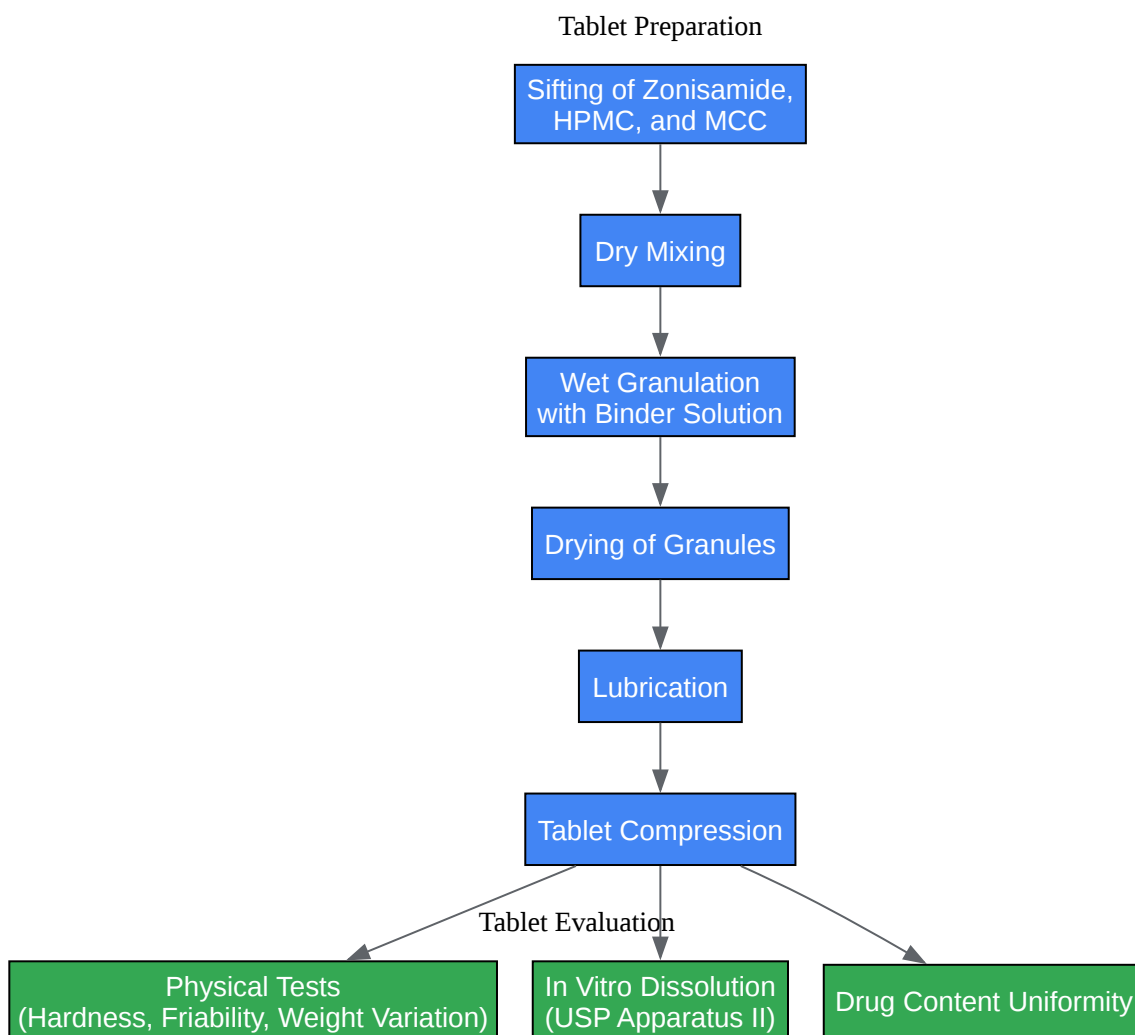 Tablet Preparation
Sifting of Zonisamide,
HPMC, and MCC
Dry Mixing
Wet Granulation
with Binder Solution
Drying of Granules
Lubrication
Tablet Compression
Tablet Evaluation
Physical Tests
(Hardness, Friability, Weight Variation)
In Vitro Dissolution
(USP Apparatus II)
Drug Content Uniformity